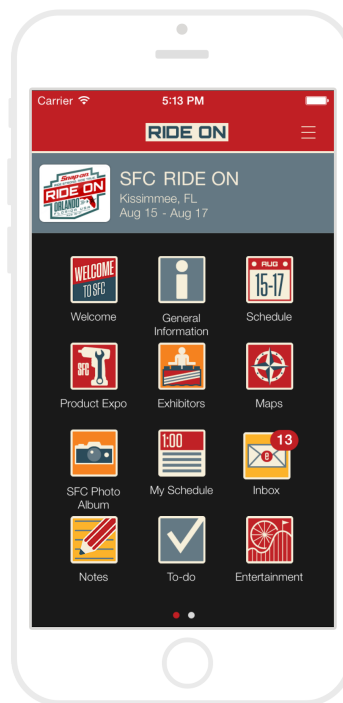 Carrier
5:13 PM
RIDE ON
Snap-on
RIDE ON
ORLANDO
SFC RIDE ON
Kissimmee, FL
Aug 15 - Aug 17
WELCOME
TO SFC
AUG
15-17
Welcome
General
Information
Schedule
SFC
Product Expo
Exhibitors
Maps
1:00
13
e
SFC Photo
Album
My Schedule
Inbox
Notes
To-do
Entertainment